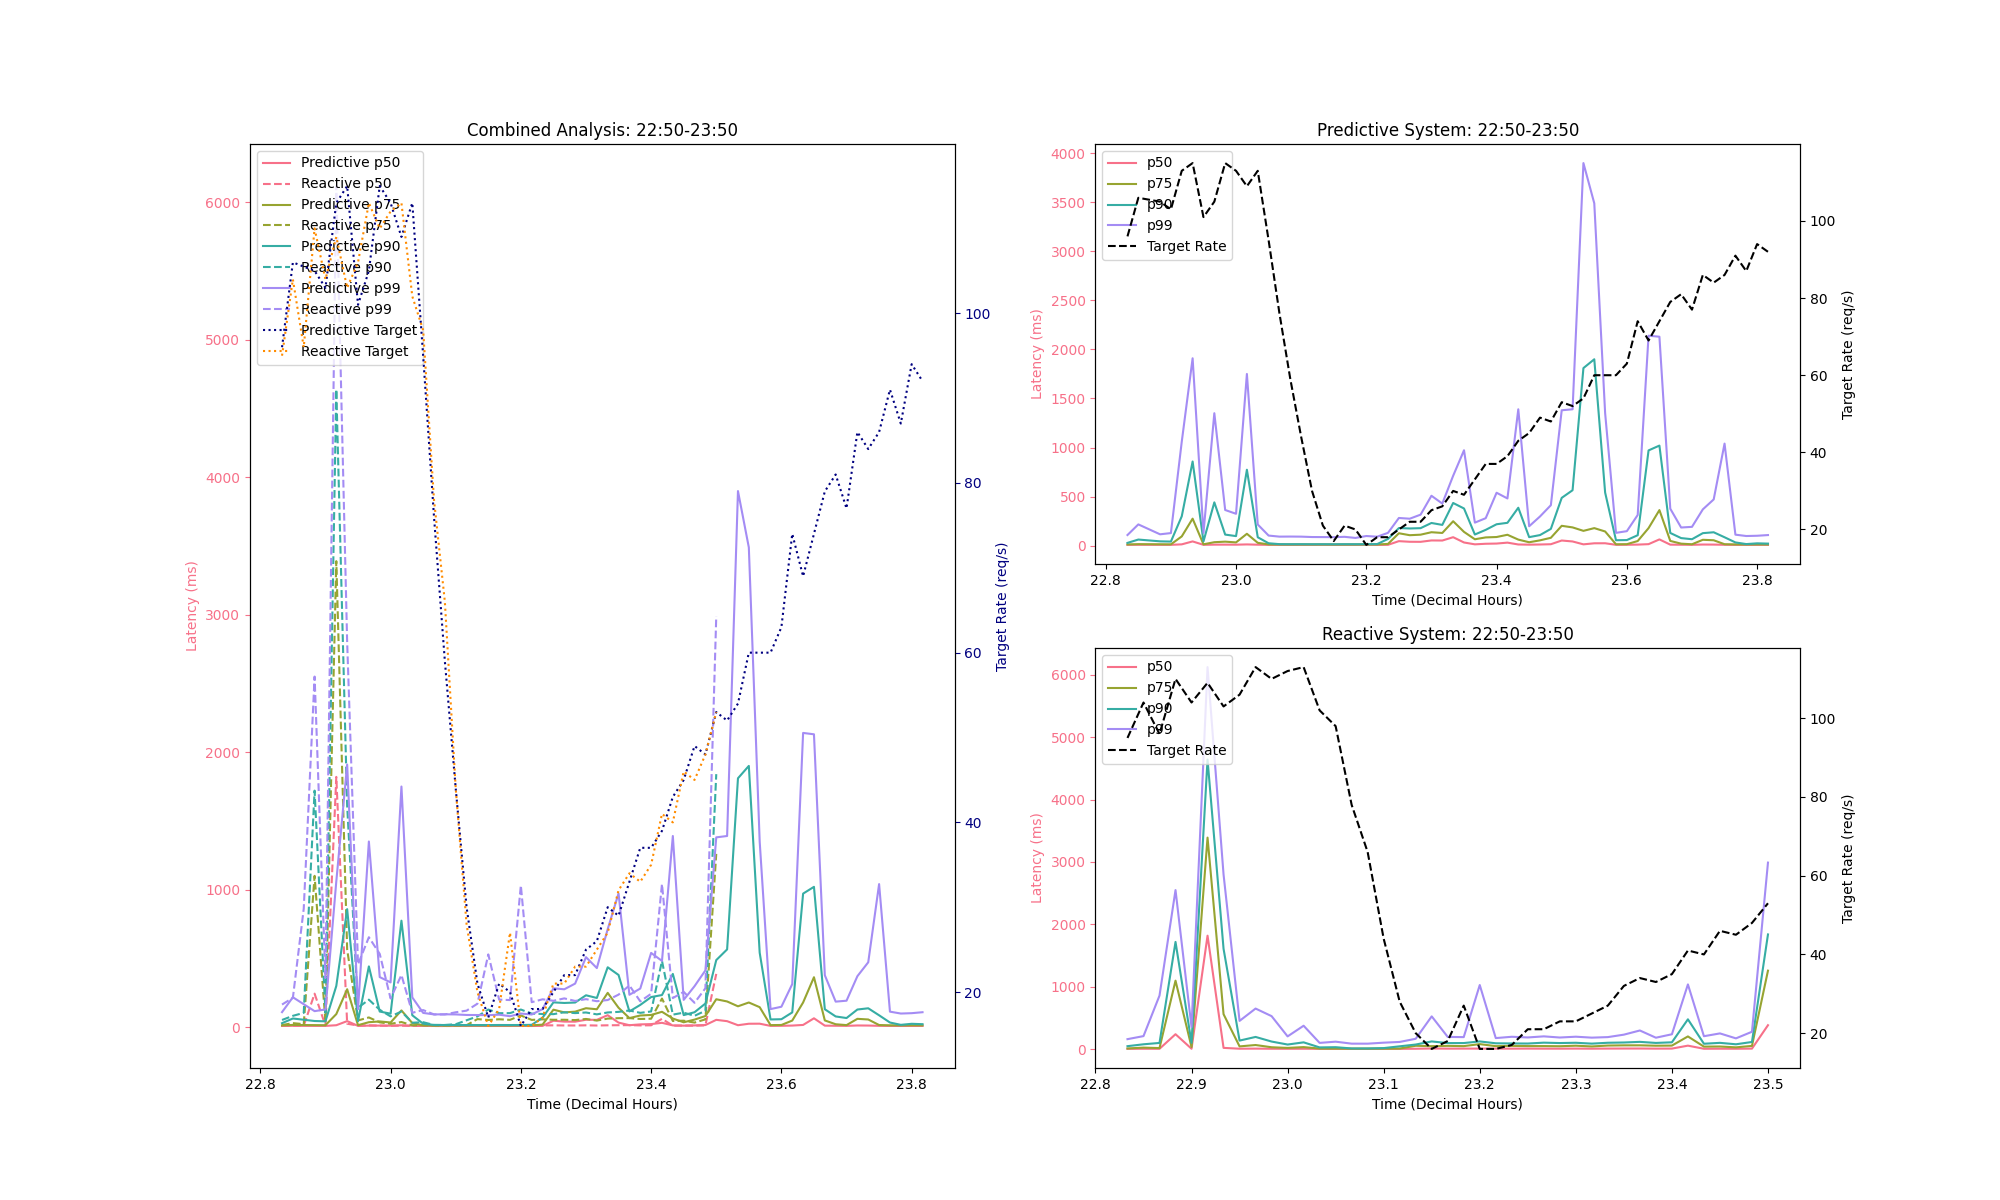 Combined Analysis: 22:50-23:50
Predictive p50
Reactive p50
Predictive p75
Reactive p75
Predictive p90
Reactive p90
Predictive p99
Reactive p99
Predictive Target
Reactive Target
6000
5000
4000
3000
2000
1000
0
Latency (ms)
100
80
60
40
20
Target Rate (req/s)
22.8 23.0 23.2 23.4 23.6 23.8
Time (Decimal Hours)
Predictive System: 22:50-23:50
p50
p75
p90
p99
Target Rate
4000
3500
3000
2500
2000
1500
1000
500
0
Latency (ms)
100
80
60
40
20
Target Rate (req/s)
22.8 23.0 23.2 23.4 23.6 23.8
Time (Decimal Hours)
Reactive System: 22:50-23:50
p50
p75
p90
p99
Target Rate
6000
5000
4000
3000
2000
1000
0
Latency (ms)
100
80
60
40
20
Target Rate (req/s)
22.8 22.9 23.0 23.1 23.2 23.3 23.4 23.5
Time (Decimal Hours)